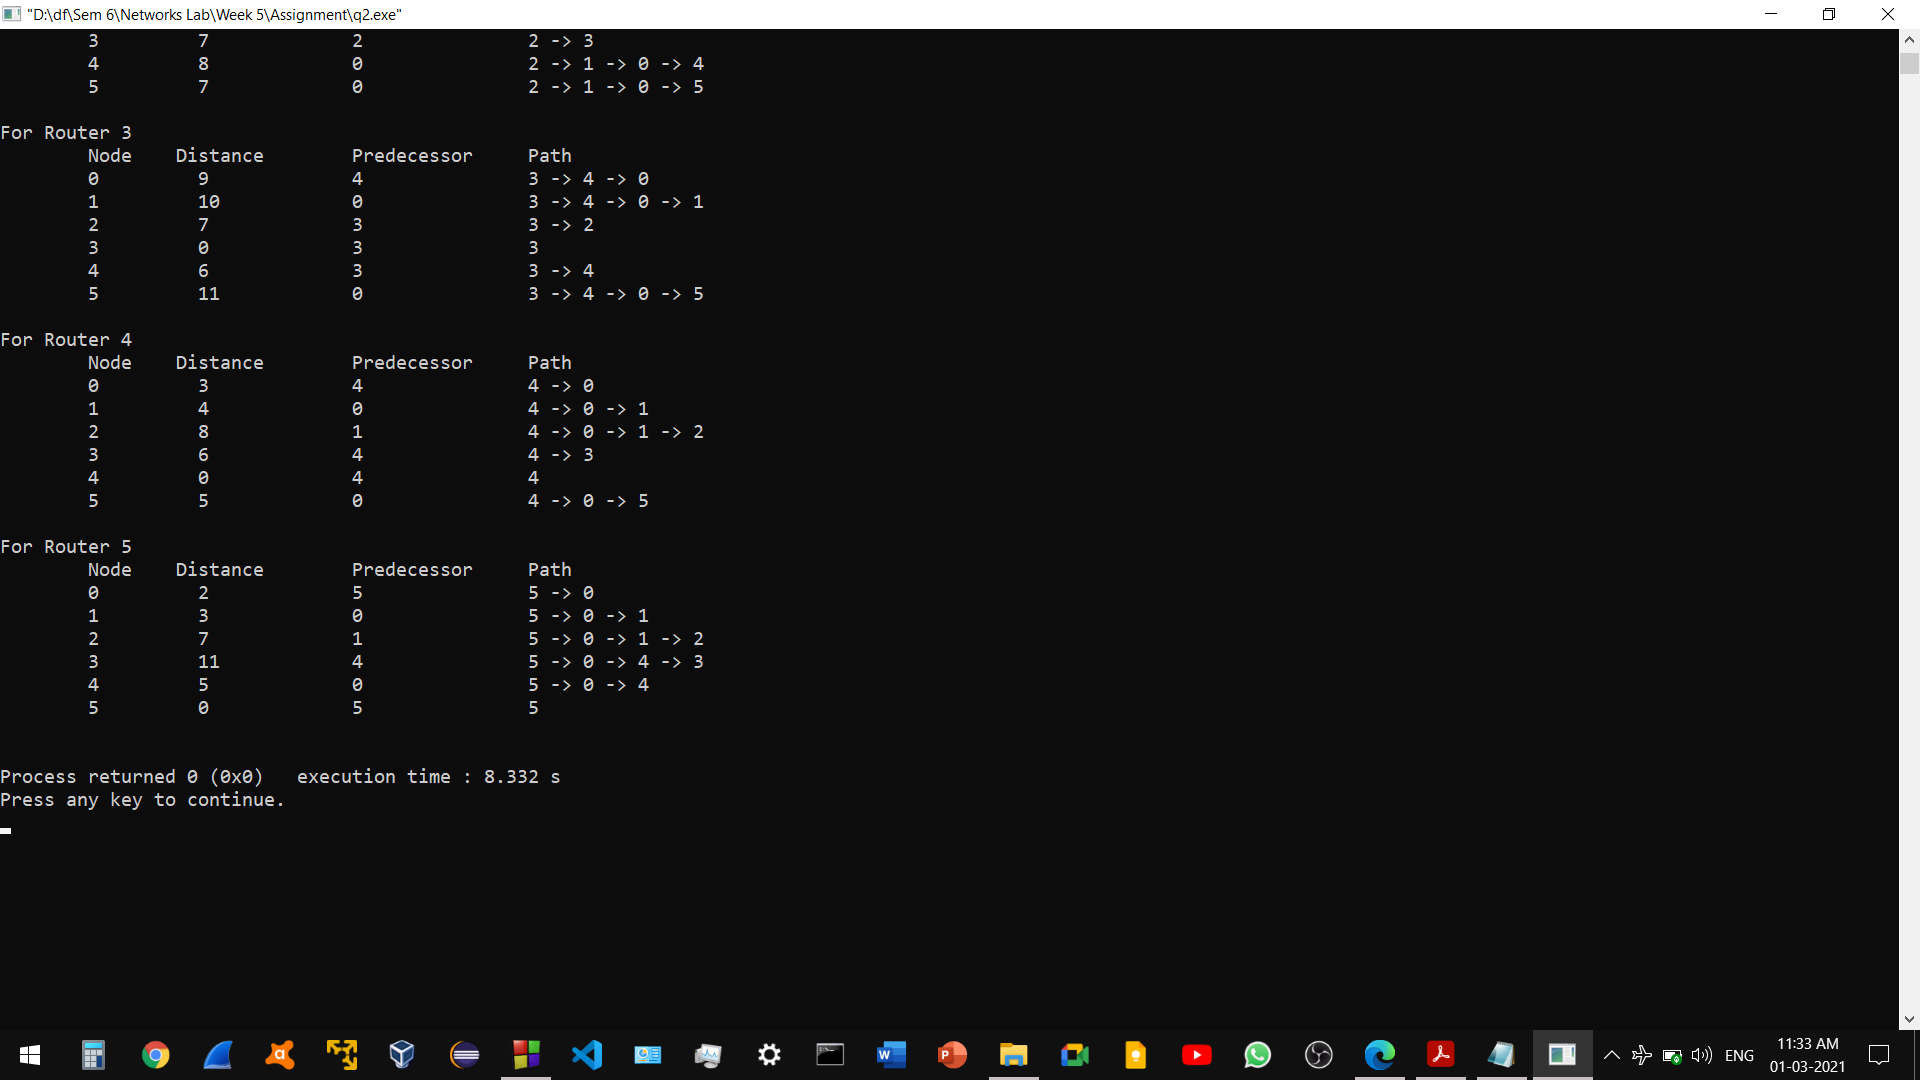 "D:\df\Sem 6\Networks Lab\Week 5\Assignment\q2.exe"
3 7 2 2 -> 3
4 8 0 2 -> 1 -> 0 -> 4
5 7 0 2 -> 1 -> 0 -> 5
For Router 3
Node Distance Predecessor Path
0 9 4 3 -> 4 -> 0
1 10 0 3 -> 4 -> 0 -> 1
2 7 3 3 -> 2
3 0 3 3
4 6 3 3 -> 4
5 11 0 3 -> 4 -> 0 -> 5
For Router 4
Node Distance Predecessor Path
0 3 4 4 -> 0
1 4 0 4 -> 0 -> 1
2 8 1 4 -> 0 -> 1 -> 2
3 6 4 4 -> 3
4 0 4 4
5 5 0 4 -> 0 -> 5
For Router 5
Node Distance Predecessor Path
0 2 5 5 -> 0
1 3 0 5 -> 0 -> 1
2 7 1 5 -> 0 -> 1 -> 2
3 11 4 5 -> 0 -> 4 -> 3
4 5 0 5 -> 0 -> 4
5 0 5 5
Process returned 0 (0x0) execution time : 8.332 s
Press any key to continue.
ENG
11:33 AM
01-03-2021